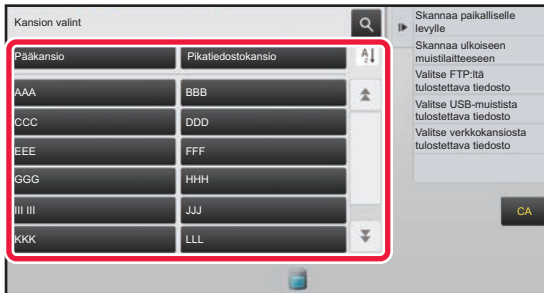 Kansion valint
Pääkansio
Pikatiedostokansio
AAA
BBB
CCC
DDD
EEE
FFF
GGG
HHH
III III
JJJ
KKK
LLL
Skannaa paikalliselle
levylle
Skannaa ulkoiseen
muistilaitteeseen
Valitse FTP:ltä
tulostettava tiedosto
Valitse USB-muistista
tulostettava tiedosto
Valitse verkkokansiosta
tulostettava tiedosto
CA